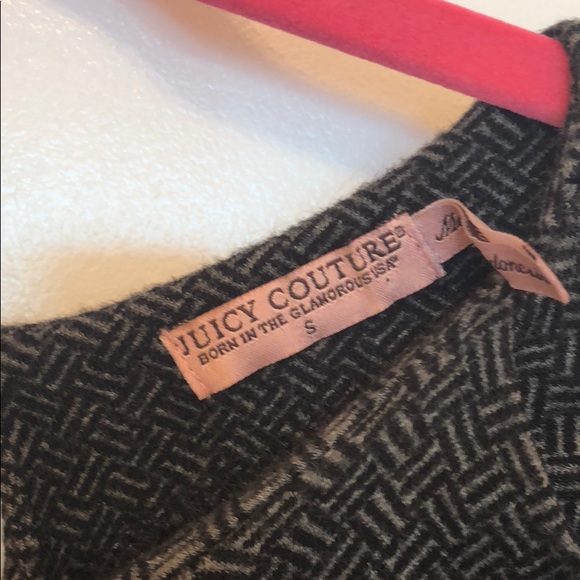 JUICY COUTURE®
BORN IN THE GLAMOROUS USA®
S